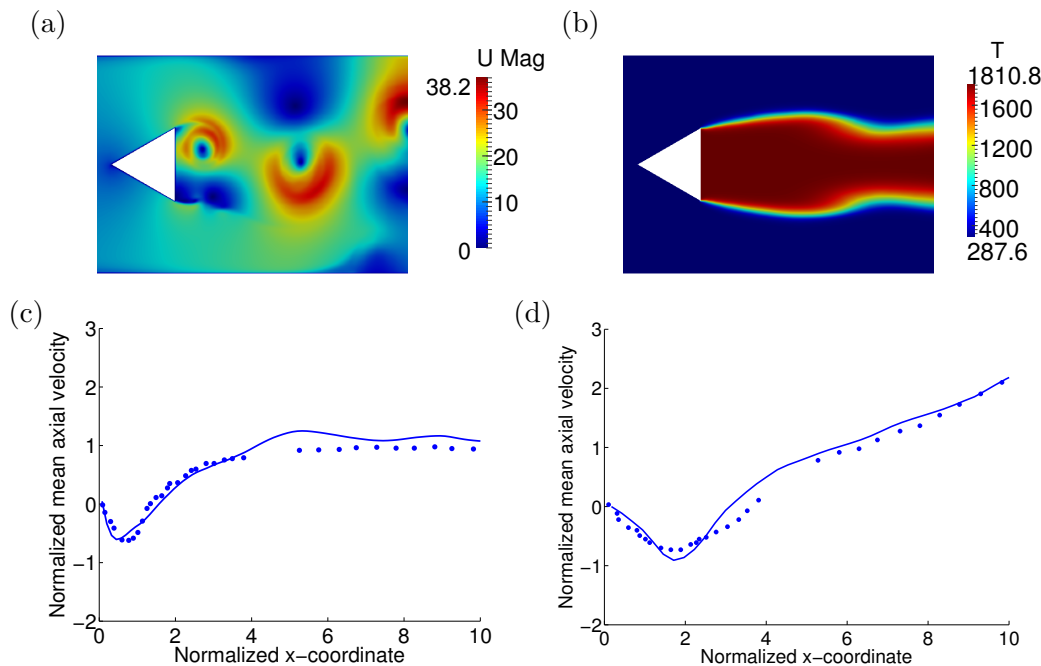 (a)
U Mag
38.2
30
20
10
0
(b)
T
1810.8
1600
1200
800
400
287.6
(c)
Normalized mean axial velocity
3
2
1
0
−1
−2
0 2 4 6 8 10
Normalized x−coordinate
(d)
Normalized mean axial velocity
3
2
1
0
−1
−2
0 2 4 6 8 10
Normalized x−coordinate